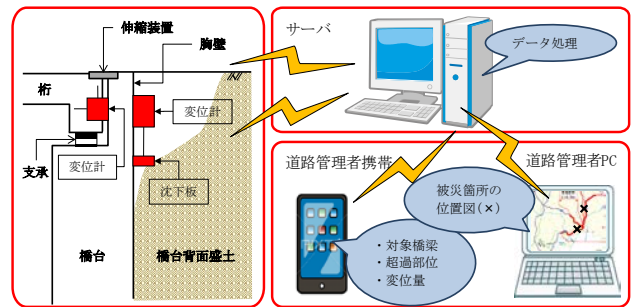 伸縮装置
胸壁
桁
変位計
支承
変位計
沈下板
橋台
橋台背面盛土
サーバ
データ処理
道路管理者携帯
道路管理者PC
被災箇所の
位置図(×)
・対象橋梁
・超過部位
・変位量